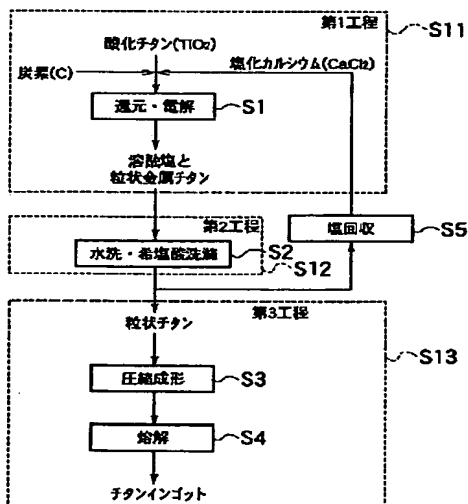 第1工程
S11
酸化チタン(TiO₂)
炭素(C)
塩化カルシウム(CaCl₂)
還元・電解
S1
溶融塩と
粒状金属チタン
第2工程
水洗・希塩酸洗滌
S2
S12
塩回収
S5
第3工程
粒状チタン
S13
圧縮成形
S3
熔解
S4
チタンインゴット